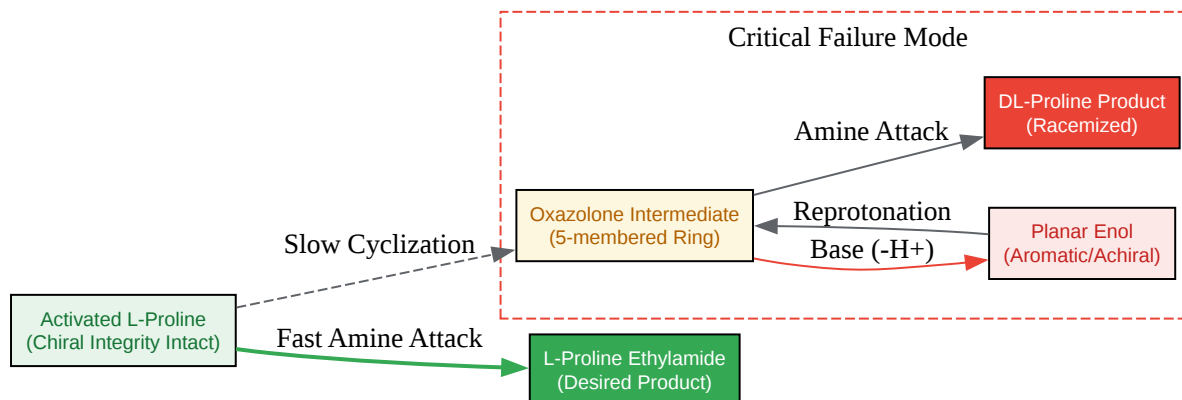 Critical Failure Mode
DL-Proline Product
(Racemized)
Amine Attack
Oxazolone Intermediate
(5-membered Ring)
Reprotonation
Base (-H+)
Planar Enol
(Aromatic/Achiral)
Slow Cyclization
Activated L-Proline
(Chiral Integrity Intact)
Fast Amine Attack
L-Proline Ethylamide
(Desired Product)